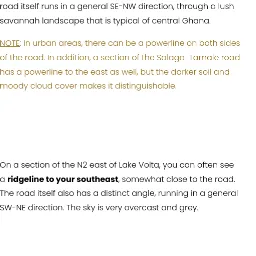 road itself runs in a general SE-NW direction, through a lush
savannah landscape that is typical of central Ghana.
NOTE: In urban areas, there can be a powerline on both sides
of the road. In addition, a section of the Salaga-Tamale road
has a powerline to the east as well, but the darker soil and
moody cloud cover makes it distinguishable.
On a section of the N2 east of Lake Volta, you can often see
a ridgeline to your southeast, somewhat close to the road.
The road itself also has a distinct angle, running in a general
SW-NE direction. The sky is very overcast and grey.